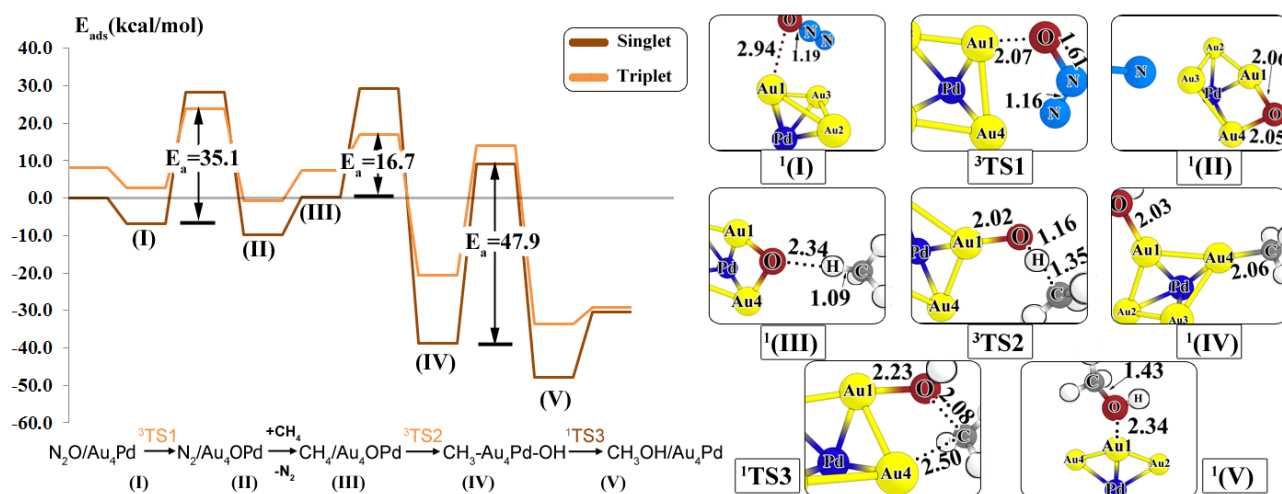 E_ads(kcal/mol)
Singlet
Triplet
40.0
30.0
20.0
10.0
0.0
-10.0
-20.0
-30.0
-40.0
-50.0
-60.0
E_a=35.1
E_a=16.7
E_a=47.9
(I)
(II)
(III)
(IV)
(V)
³TS1 +CH₄ ³TS2 ¹TS3
N₂O/Au₄Pd → N₂/Au₄OPd → CH₄/Au₄OPd → CH₃-Au₄Pd-OH → CH₃OH/Au₄Pd
-N₂
(I) (II) (III) (IV) (V)
O N N
2.94 1.19
Au1 Au3
Pd Au2
¹(I)
Au1 O
2.07 1.61
Pd N
1.16 N
Au4
³TS1
N Au2
Au3 Au1 2.06
Pd O
Au4 2.05
¹(II)
Au1 2.34
Pd O H C
Au4 1.09
¹(III)
2.02 O 1.16
Pd Au1 H 1.35
Au4 C
³TS2
O 2.03
Au1 Au4 C
Pd 2.06
Au2 Au3
¹(IV)
2.23
Au1 O 2.08
C
Pd Au4 2.50
¹TS3
1.43
C H
O
2.34
Au4 Au1 Au2
Pd
¹(V)